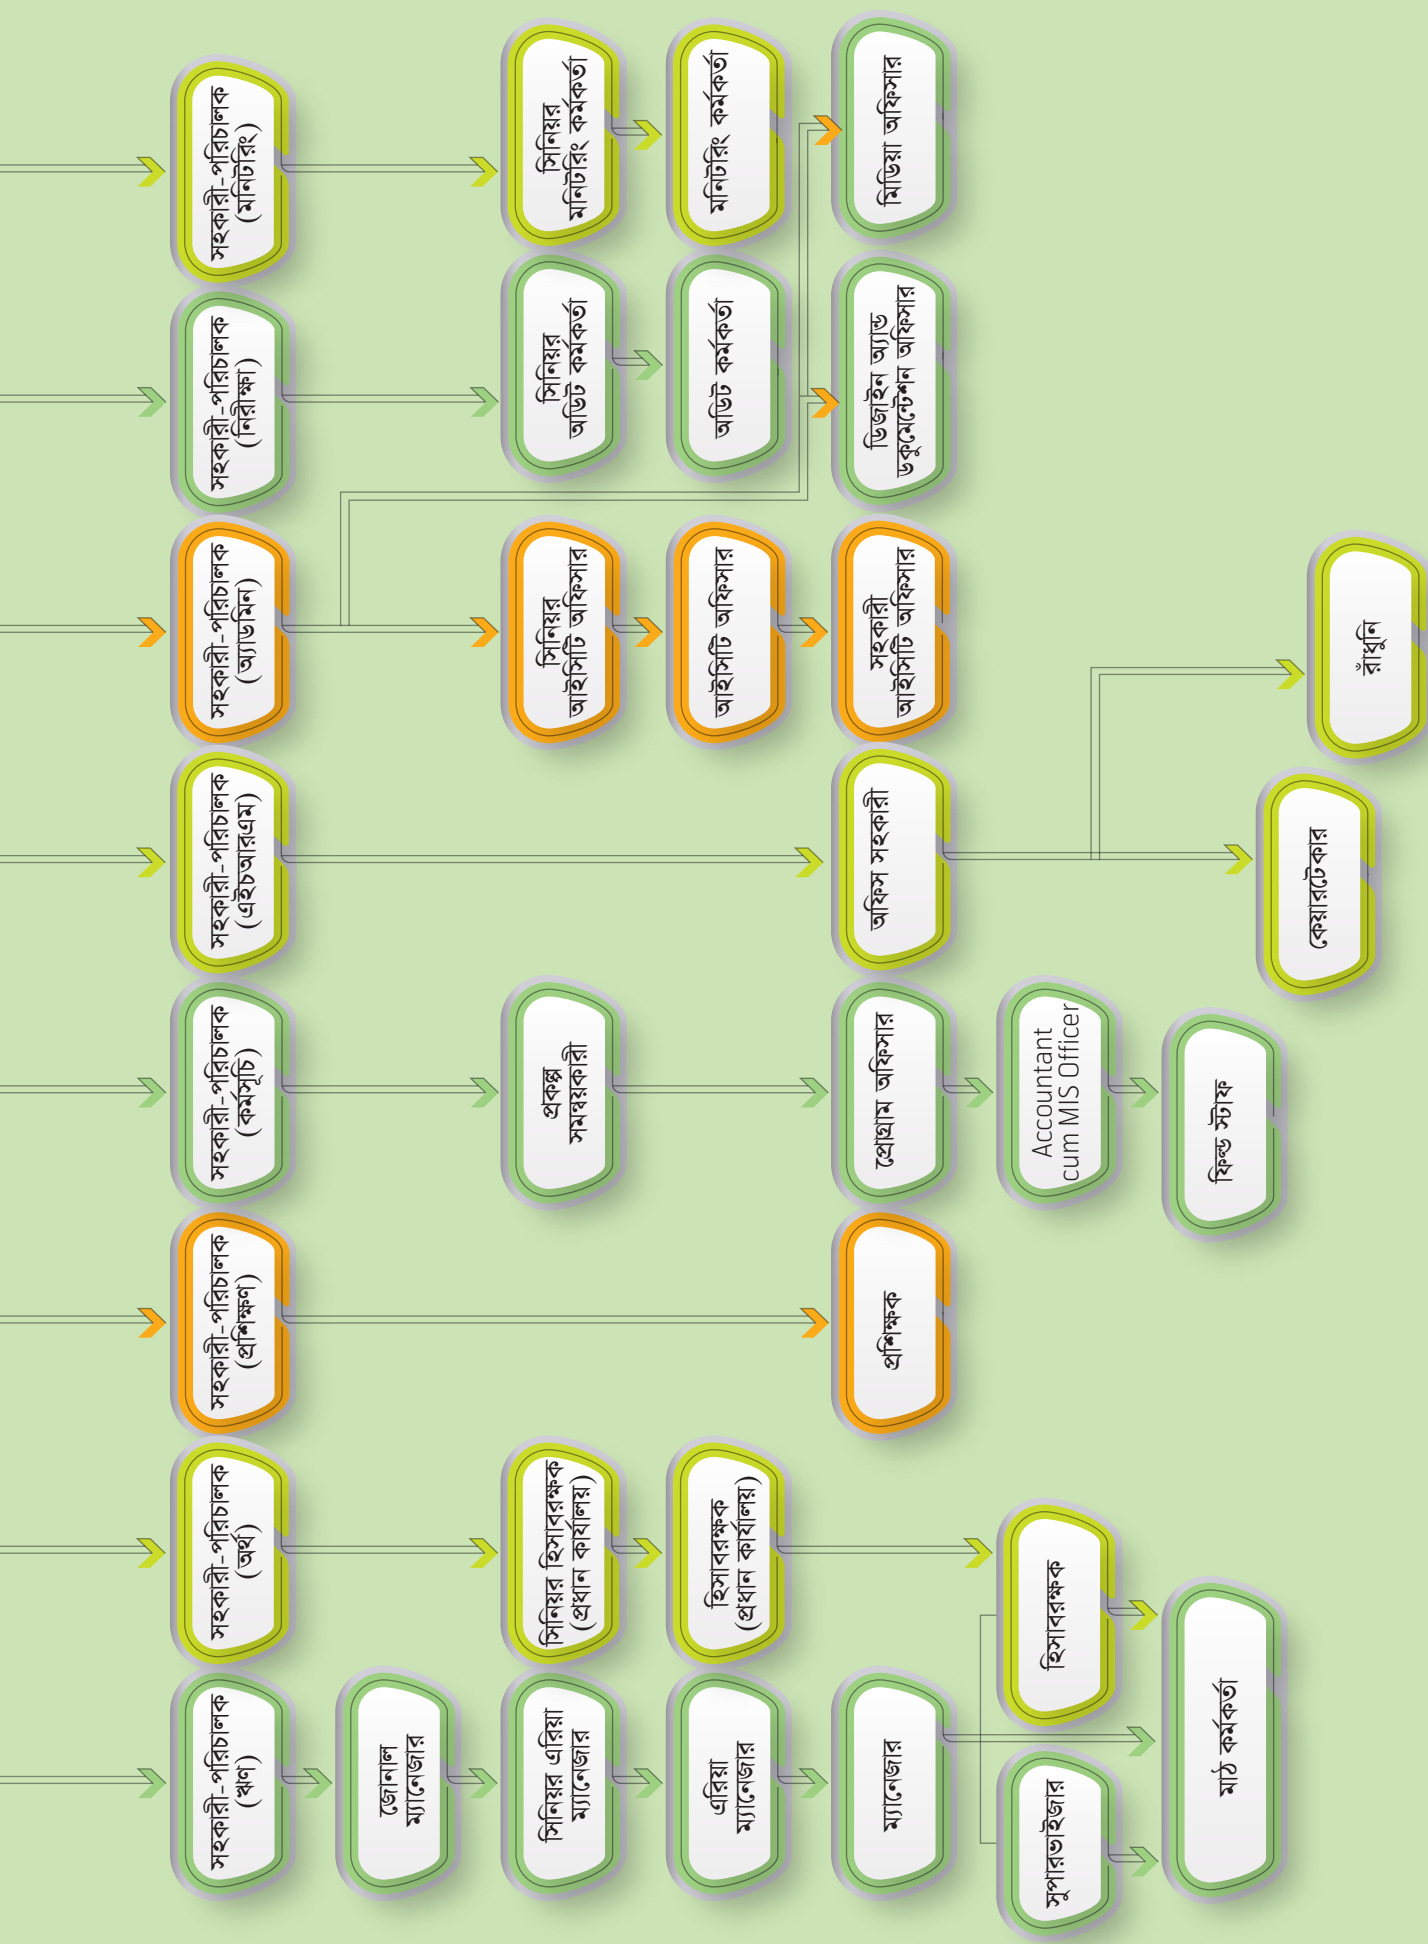 সহকারী-পরিচালক
(ঋণ)
সহকারী-পরিচালক
(অর্থ)
সহকারী-পরিচালক
(প্রশিক্ষণ)
সহকারী-পরিচালক
(কর্মসূচি)
সহকারী-পরিচালক
(এইচআরএম)
সহকারী-পরিচালক
(অ্যাডমিন)
সহকারী-পরিচালক
(নিরীক্ষা)
সহকারী-পরিচালক
(মনিটরিং)
জোনাল
ম্যানেজার
সিনিয়র এরিয়া
ম্যানেজার
সিনিয়র হিসাবরক্ষক
(প্রধান কার্যালয়)
প্রকল্প
সমন্বয়কারী
সিনিয়র
আইসিটি অফিসার
সিনিয়র
অডিট কর্মকর্তা
সিনিয়র
মনিটরিং কর্মকর্তা
এরিয়া
ম্যানেজার
হিসাবরক্ষক
(প্রধান কার্যালয়)
আইসিটি অফিসার
অডিট কর্মকর্তা
মনিটরিং কর্মকর্তা
ম্যানেজার
প্রশিক্ষক
প্রোগ্রাম অফিসার
অফিস সহকারী
সহকারী
আইসিটি অফিসার
ডিজাইন অ্যান্ড
ডকুমেন্টেশন অফিসার
মিডিয়া অফিসার
সুপারভাইজার
হিসাবরক্ষক
Accountant
cum MIS Officer
মাঠ কর্মকর্তা
ফিল্ড স্টাফ
কেয়ারটেকার
রাঁধুনি